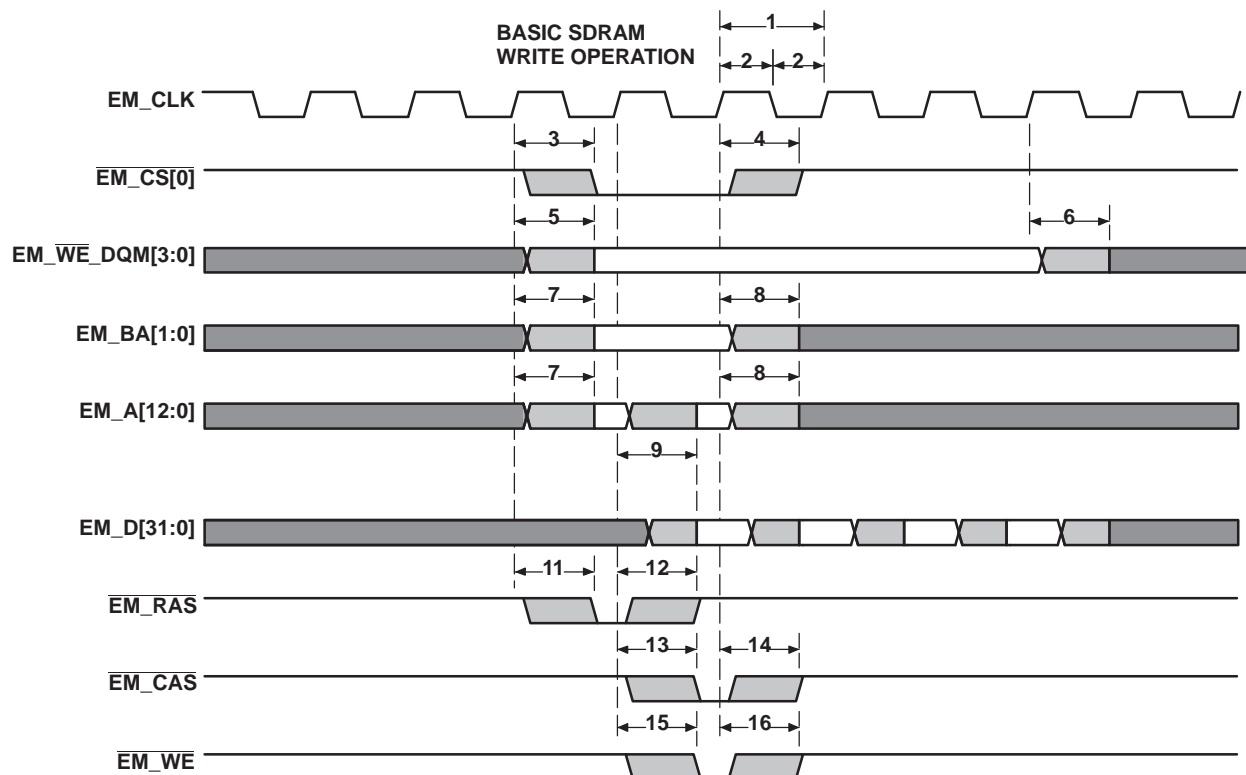 BASIC SDRAM
WRITE OPERATION
1
2 2
EM_CLK
3 4
EM_CS[0]
5 6
EM_WE_DQM[3:0]
7 8
EM_BA[1:0]
7 8
EM_A[12:0]
9
EM_D[31:0]
11 12
EM_RAS
13 14
EM_CAS
15 16
EM_WE